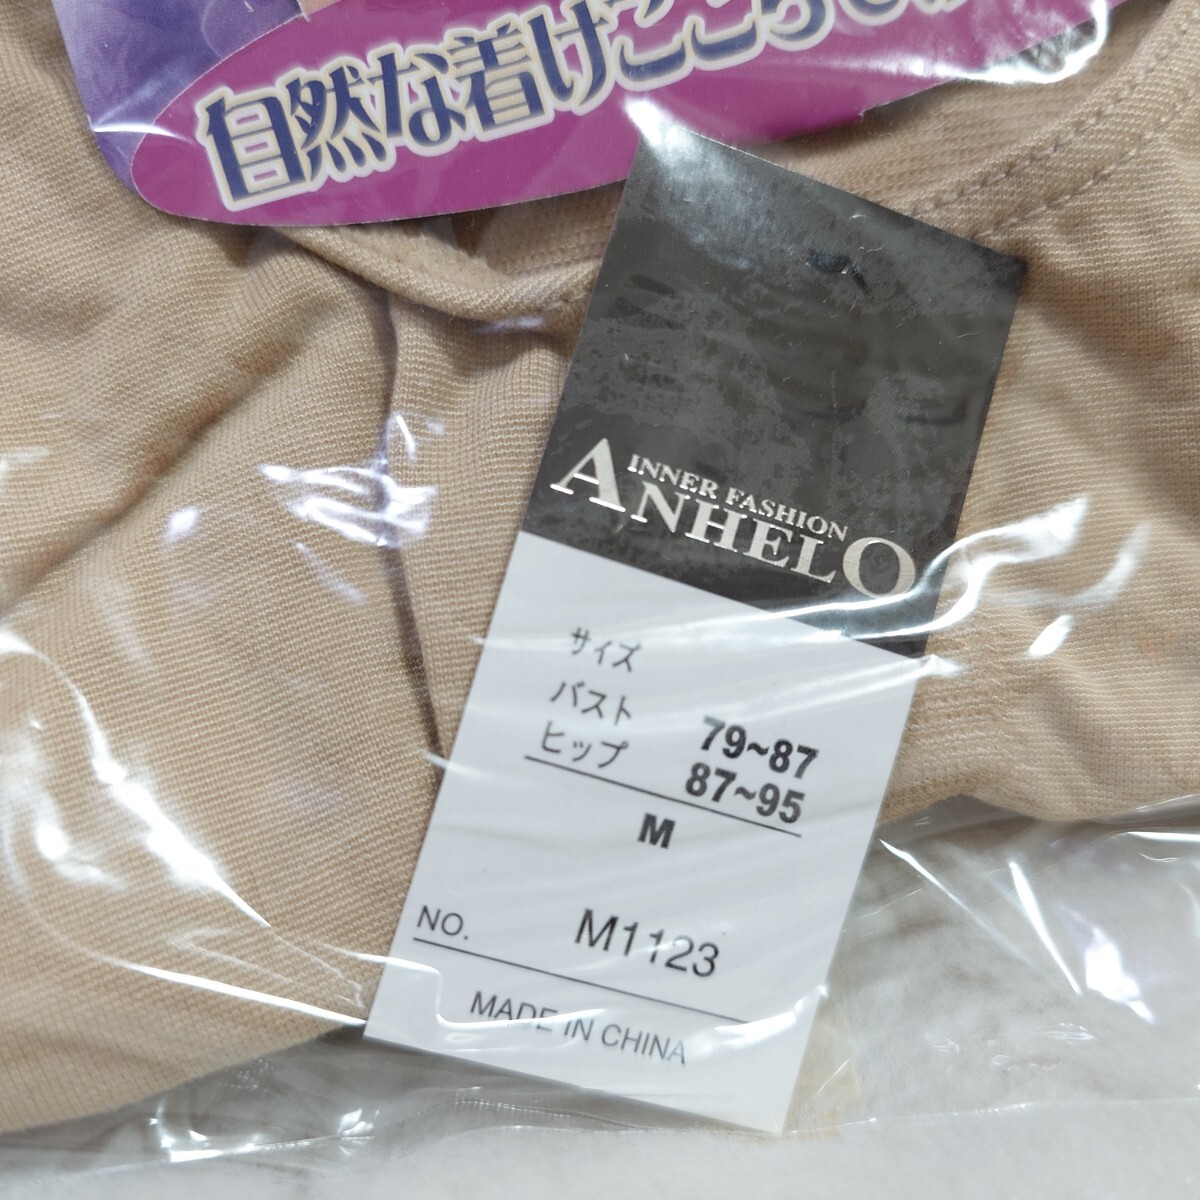 自然な着けごこち
INNER FASHION
ANHELO
サイズ
バスト 79~87
ヒップ 87~95
M
NO. M1123
MADE IN CHINA